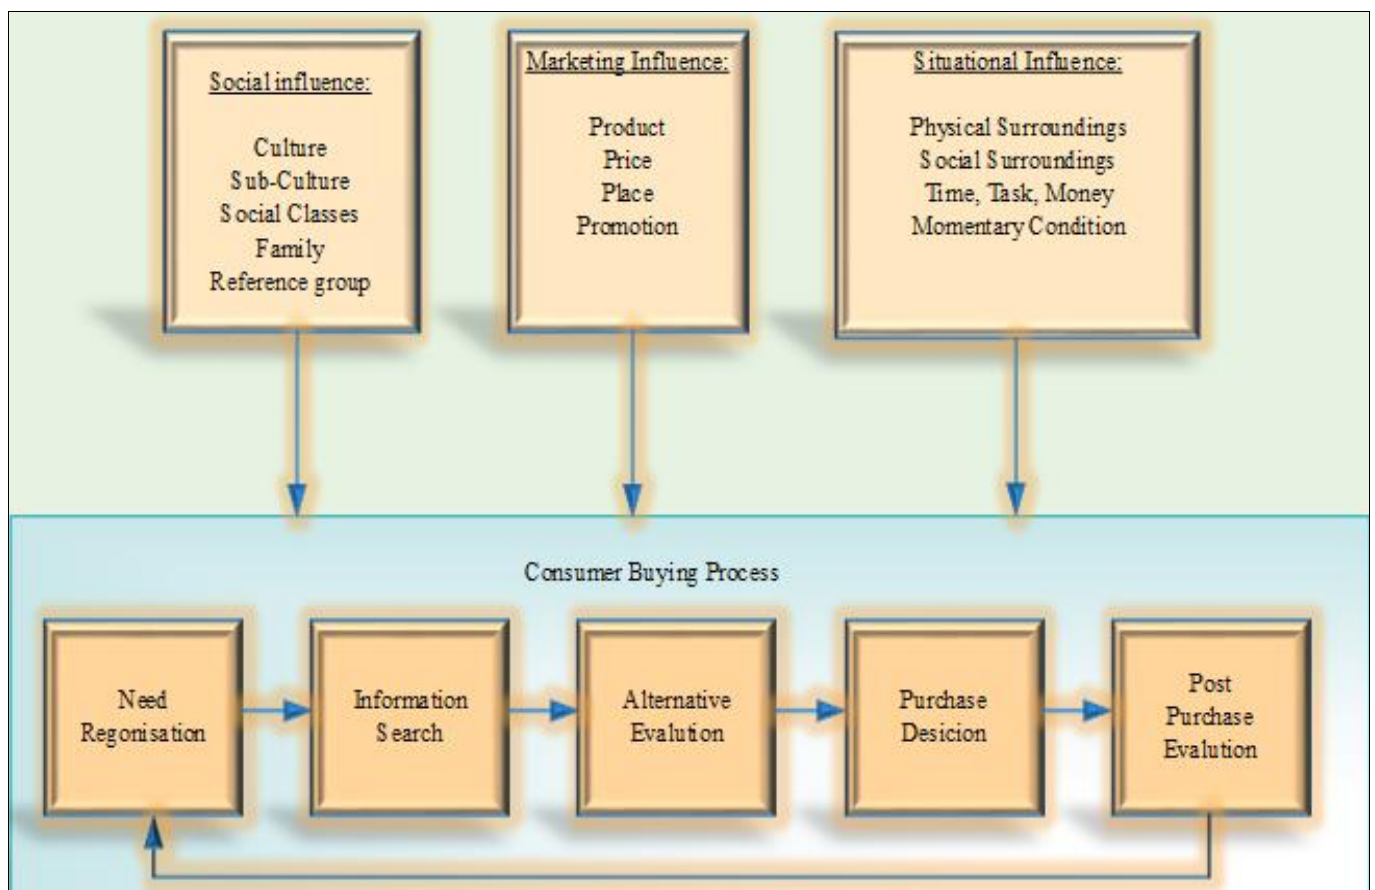 Social influence:
Culture
Sub-Culture
Social Classes
Family
Reference group
Marketing Influence:
Product
Price
Place
Promotion
Situational Influence:
Physical Surroundings
Social Surroundings
Time, Task, Money
Momentary Condition
Consumer Buying Process
Need
Regonisation
Information
Search
Alternative
Evalution
Purchase
Desicion
Post
Purchase
Evalution